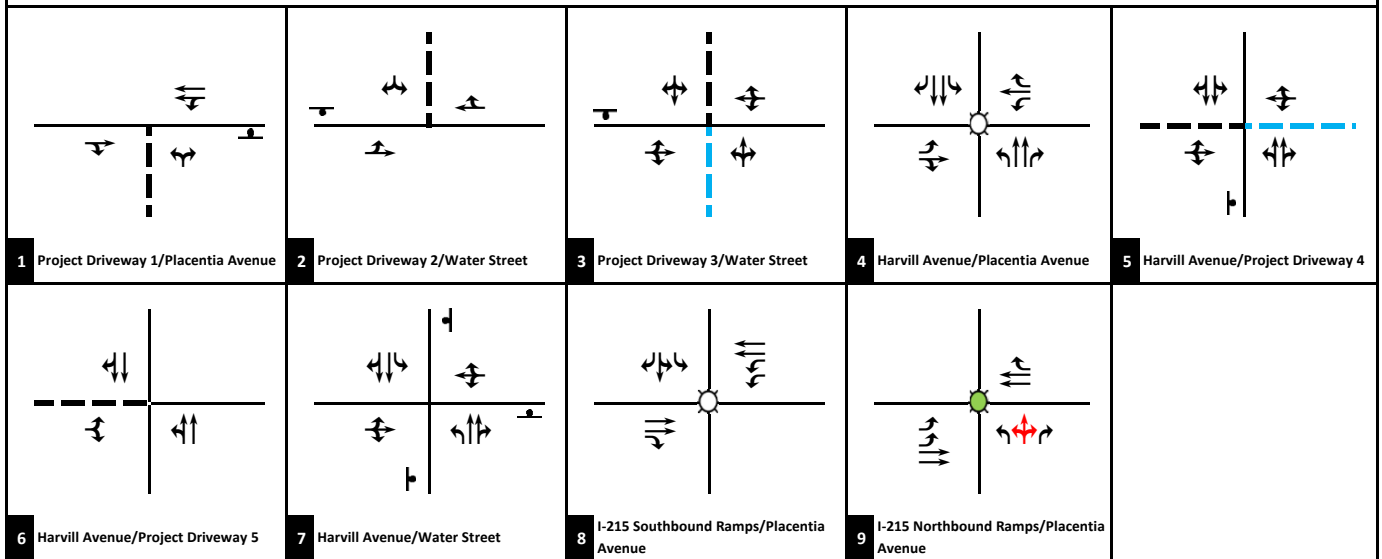 1 Project Driveway 1/Placentia Avenue
2 Project Driveway 2/Water Street
3 Project Driveway 3/Water Street
4 Harvill Avenue/Placentia Avenue
5 Harvill Avenue/Project Driveway 4
6 Harvill Avenue/Project Driveway 5
7 Harvill Avenue/Water Street
8 I-215 Southbound Ramps/Placentia
Avenue
9 I-215 Northbound Ramps/Placentia
Avenue